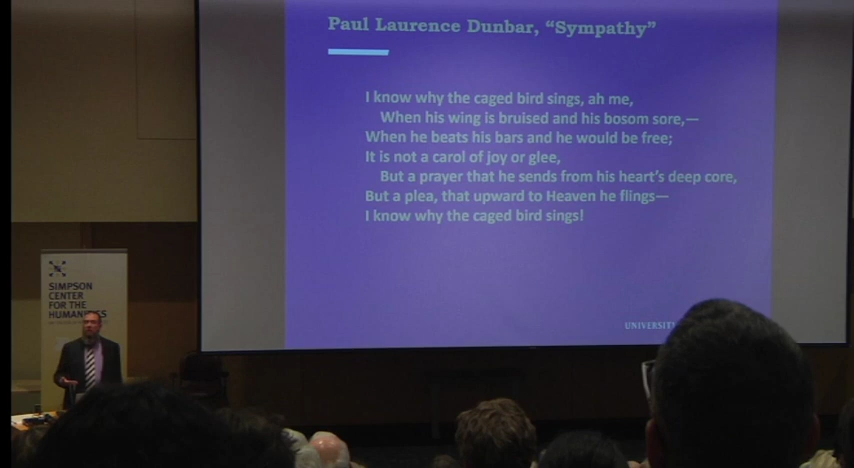 Paul Laurence Dunbar, “Sympathy”
I know why the caged bird sings, ah me,
When his wing is bruised and his bosom sore,—
When he beats his bars and he would be free;
It is not a carol of joy or glee,
But a prayer that he sends from his heart’s deep core,
But a plea, that upward to Heaven he flings—
I know why the caged bird sings!
SIMPSON
CENTER
FOR THE
HUMANITIES